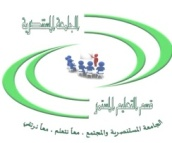 الجامعة المستنصرية
قسم التعليم المستمر
الجامعة المستنصرية والمجتمع . معاً نتعلم . معاً نرتقي